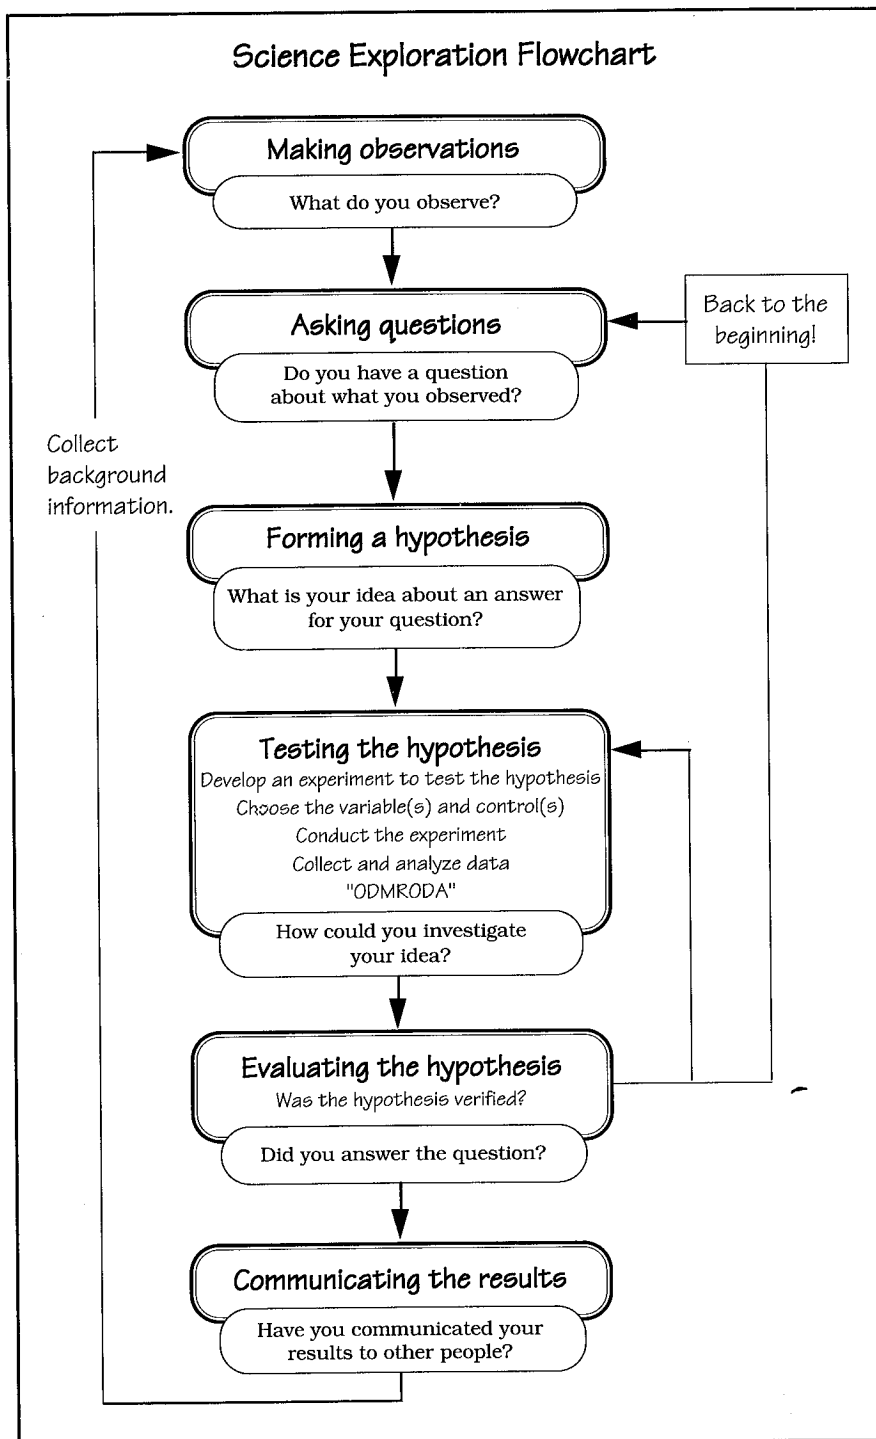 Science Exploration Flowchart
Making observations
What do you observe?
Asking questions
Do you have a question
about what you observed?
Back to the
beginning!
Collect
background
information.
Forming a hypothesis
What is your idea about an answer
for your question?
Testing the hypothesis
Develop an experiment to test the hypothesis
Choose the variable(s) and control(s)
Conduct the experiment
Collect and analyze data
"ODMRODA"
How could you investigate
your idea?
Evaluating the hypothesis
Was the hypothesis verified?
Did you answer the question?
Communicating the results
Have you communicated your
results to other people?